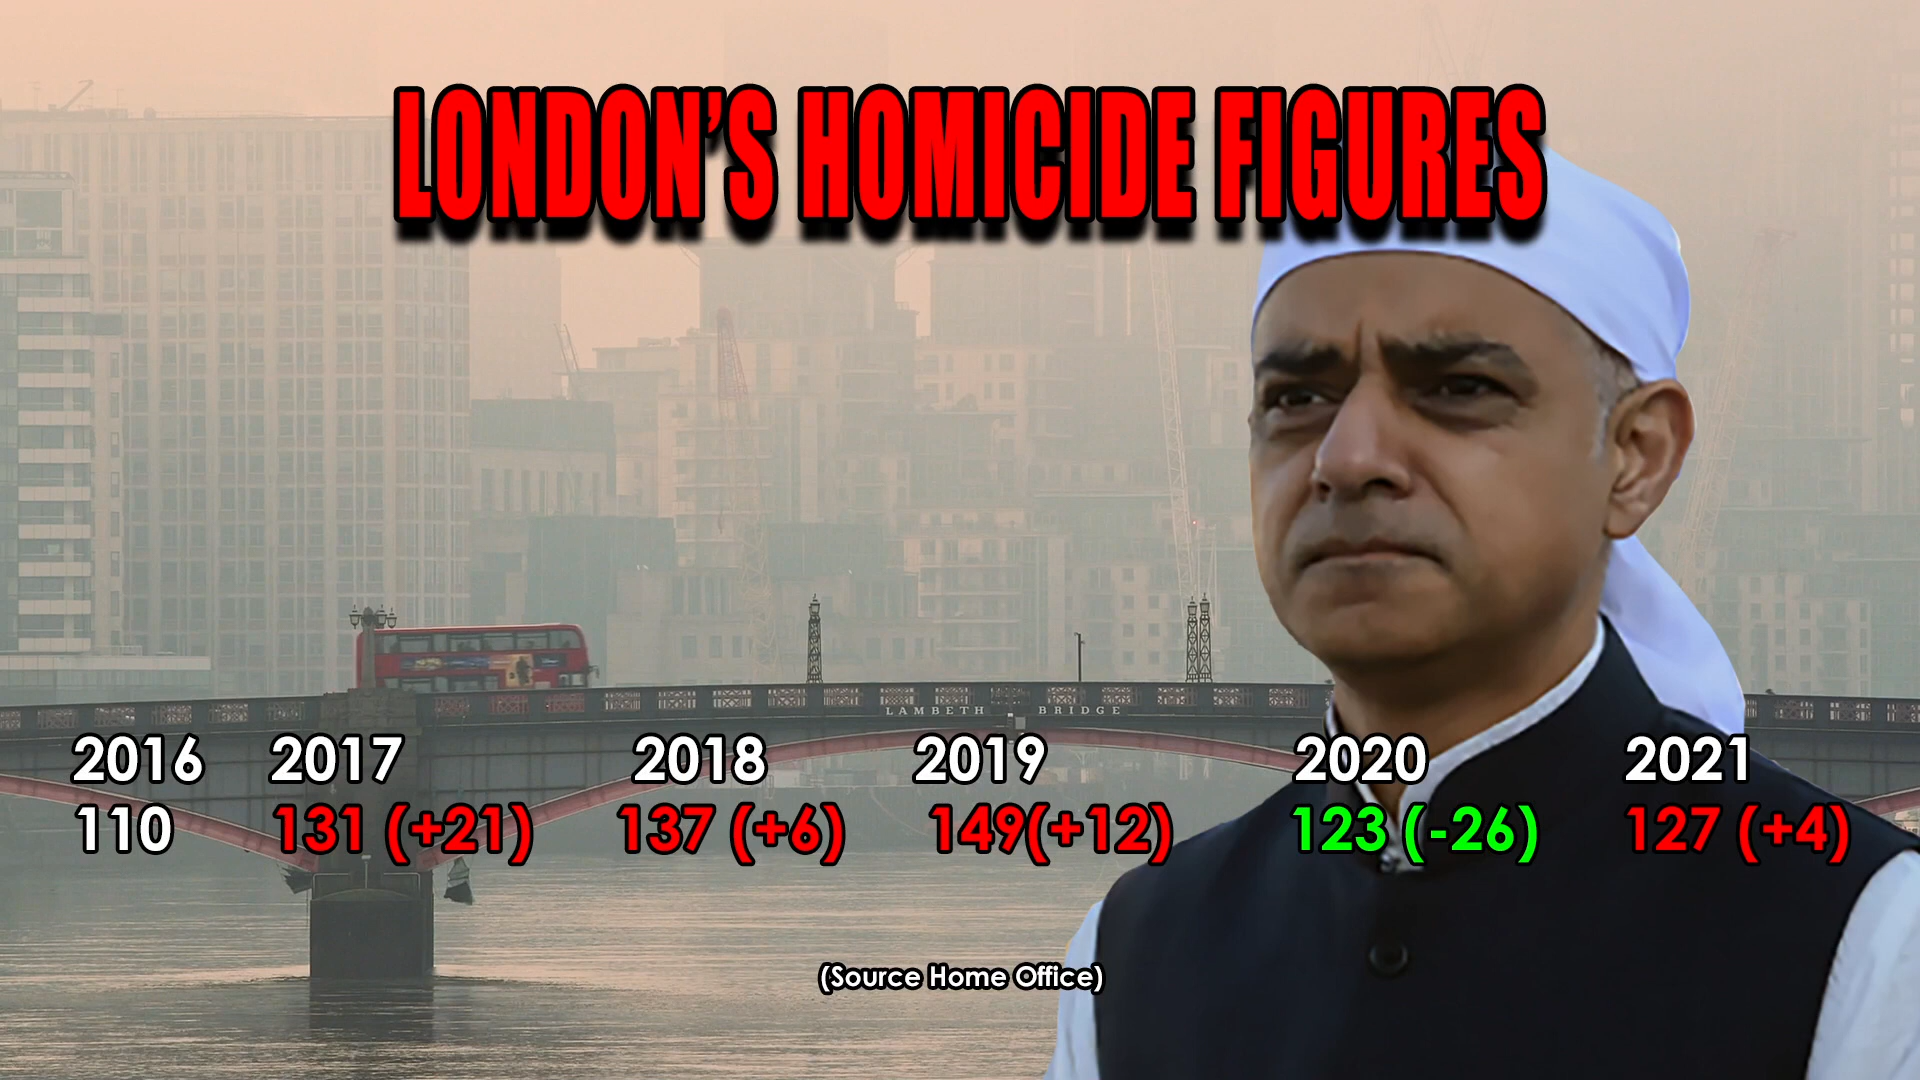 LONDON'S HOMICIDE FIGURES
LAMBETH BRIDGE
2016 2017 2018 2019 2020 2021
110 131 (+21) 137 (+6) 149(+12) 123 (-26) 127 (+4)
(Source Home Office)